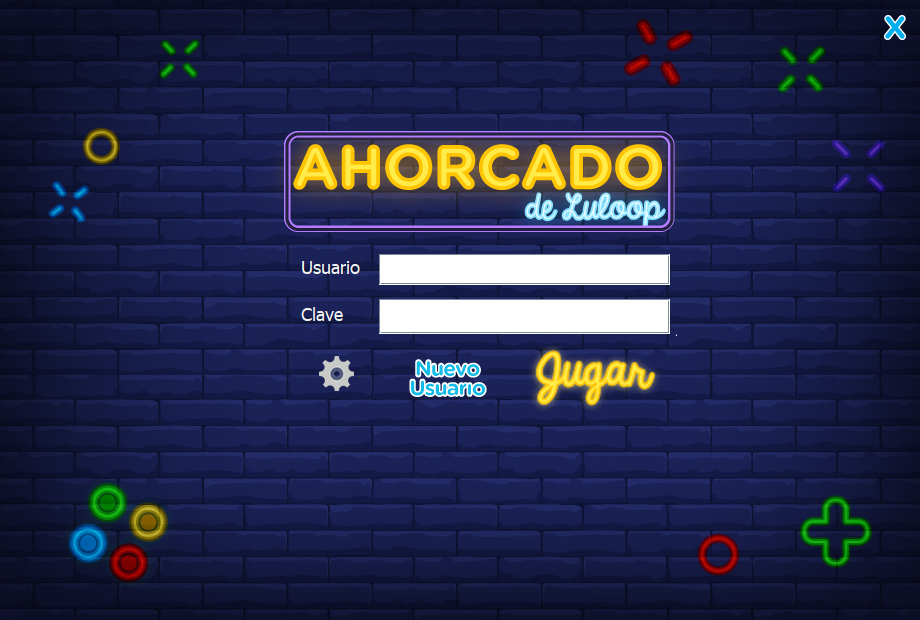 X
AHORCADO
de Luloop
Usuario
Clave
Nuevo
Usuario
Jugar